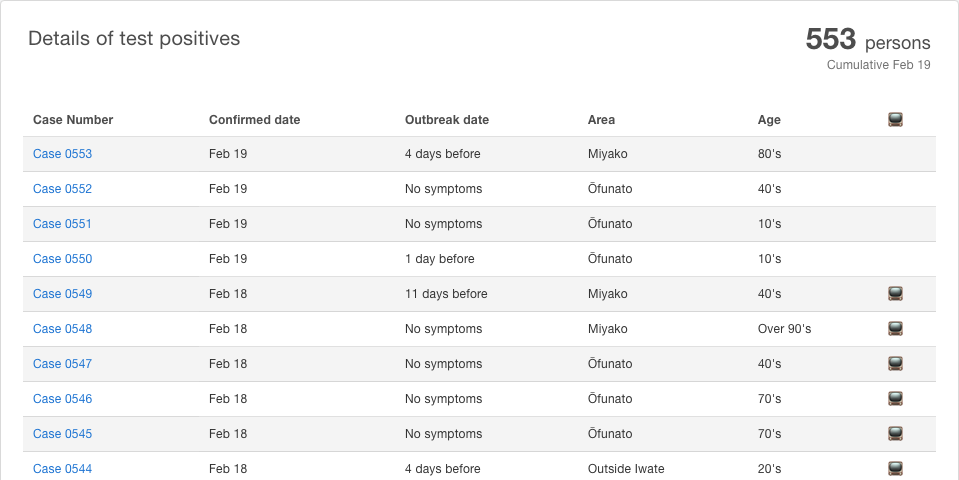 Details of test positives
553 persons
Cumulative Feb 19
Case Number Confirmed date Outbreak date Area Age
Case 0553 Feb 19 4 days before Miyako 80's
Case 0552 Feb 19 No symptoms Ōfunato 40's
Case 0551 Feb 19 No symptoms Ōfunato 10's
Case 0550 Feb 19 1 day before Ōfunato 10's
Case 0549 Feb 18 11 days before Miyako 40's
Case 0548 Feb 18 No symptoms Miyako Over 90's
Case 0547 Feb 18 No symptoms Ōfunato 40's
Case 0546 Feb 18 No symptoms Ōfunato 70's
Case 0545 Feb 18 No symptoms Ōfunato 70's
Case 0544 Feb 18 4 days before Outside Iwate 20's